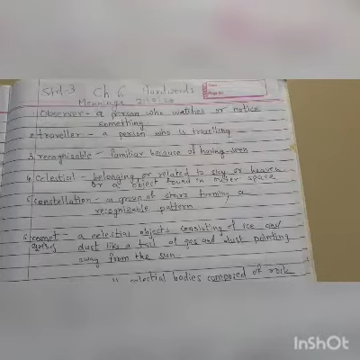 Std-3 Ch 6 Hardwords
Meanings
Observer - a person who watches or notice
something
2. traveller - a person who is travelling
3. recognizable - familiar because of having seen
4. Celestial - belonging or related to sky or heaven
or an object found in outer space
5. constellation - a group of stars
recognizable pattern
6. comet - a celestial objects consisting of ice and
dust like a tail of gas and dust pointing
away from the sun
celestial bodies composed of rock
InShOt